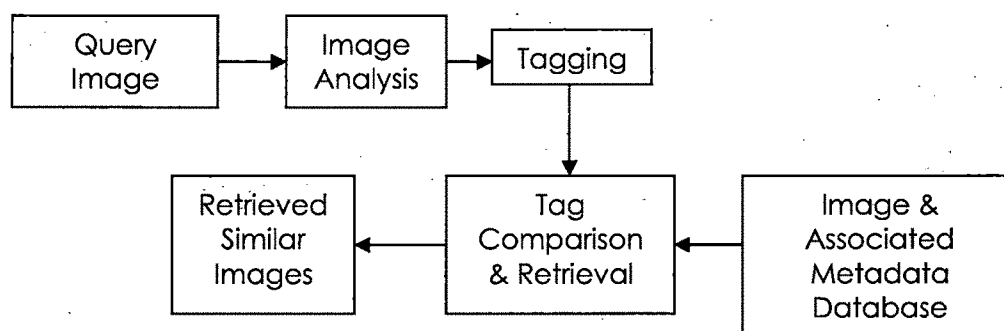 Query
Image
Image
Analysis
Tagging
Retrieved
Similar
Images
Tag
Comparison
& Retrieval
Image &
Associated
Metadata
Database